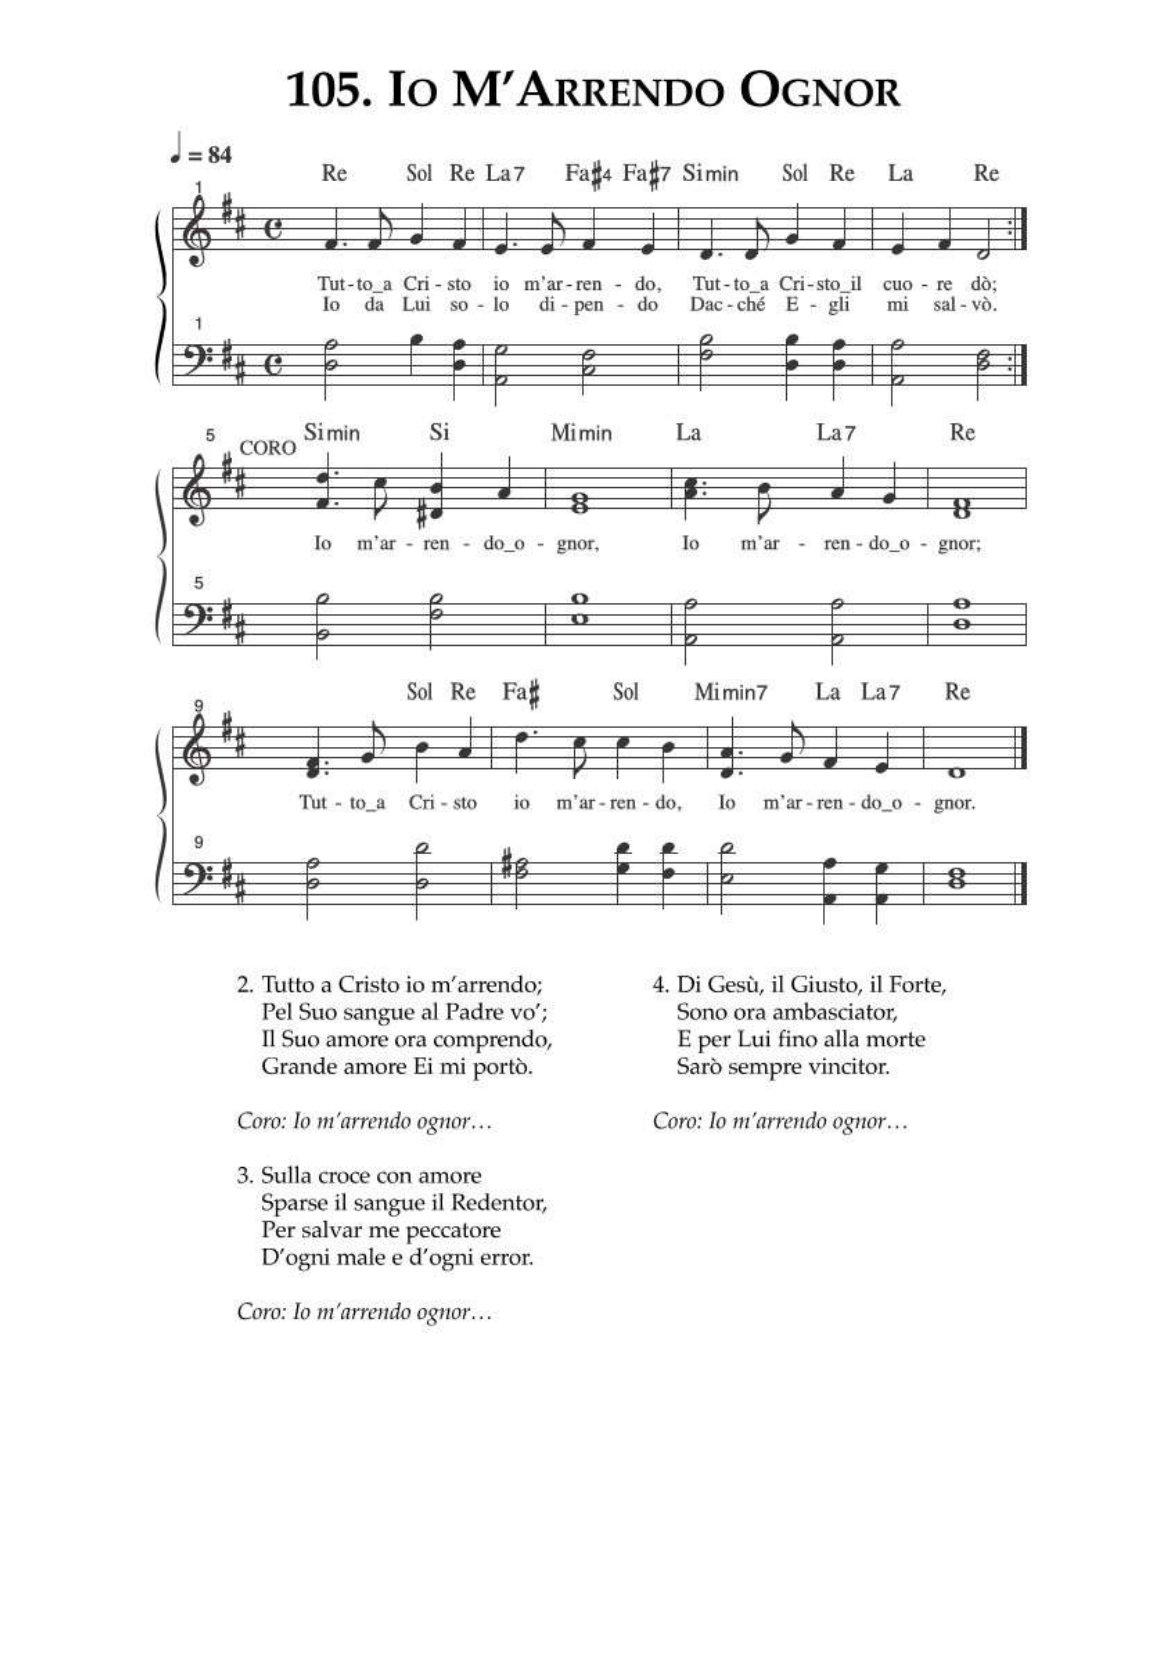 105. Io M'Arrendo Ognor
♩ = 84
Re Sol Re La7 Fa♯4 Fa♯7 Simin Sol Re La Re
1
Tut - to_a Cri - sto io m'ar - ren - do, Tut - to_a Cri - sto_il cuo - re dò;
Io da Lui so - lo di - pen - do Dac - ché E - gli mi sal - vò.
1
5 CORO Simin Si Mimin La La7 Re
Io m'ar - ren - do_o - gnor, Io m'ar - ren - do_o - gnor;
5
Sol Re Fa♯ Sol Mimin7 La La7 Re
9
Tut - to_a Cri - sto io m'ar - ren - do, Io m'ar - ren - do_o - gnor.
9
2. Tutto a Cristo io m'arrendo;
Pel Suo sangue al Padre vo';
Il Suo amore ora comprendo,
Grande amore Ei mi portò.
Coro: Io m'arrendo ognor…
3. Sulla croce con amore
Sparse il sangue il Redentor,
Per salvar me peccatore
D'ogni male e d'ogni error.
Coro: Io m'arrendo ognor…
4. Di Gesù, il Giusto, il Forte,
Sono ora ambasciator,
E per Lui fino alla morte
Sarò sempre vincitor.
Coro: Io m'arrendo ognor…